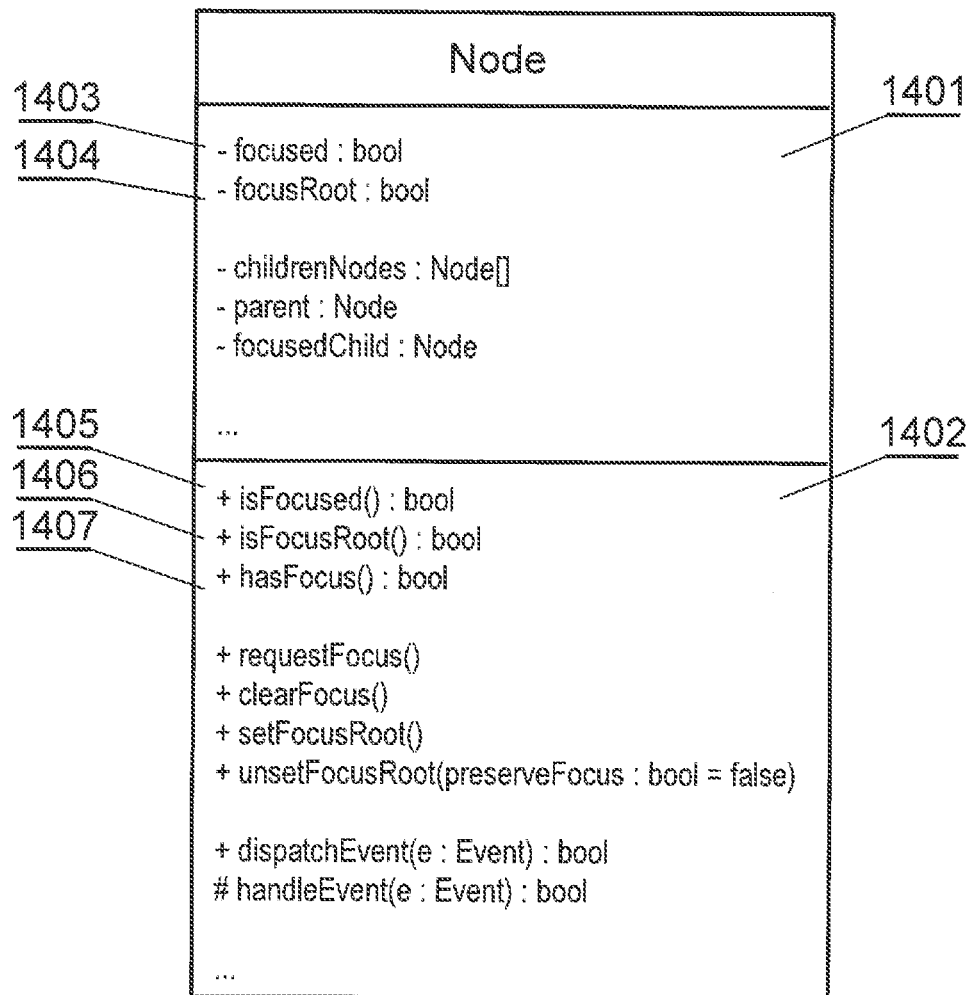 Node
1403
1401
- focused : bool
1404
- focusRoot : bool
- childrenNodes : Node[]
- parent : Node
- focusedChild : Node
...
1405
1402
1406
+ isFocused() : bool
1407
+ isFocusRoot() : bool
+ hasFocus() : bool
+ requestFocus()
+ clearFocus()
+ setFocusRoot()
+ unsetFocusRoot(preserveFocus : bool = false)
+ dispatchEvent(e : Event) : bool
# handleEvent(e : Event) : bool
...